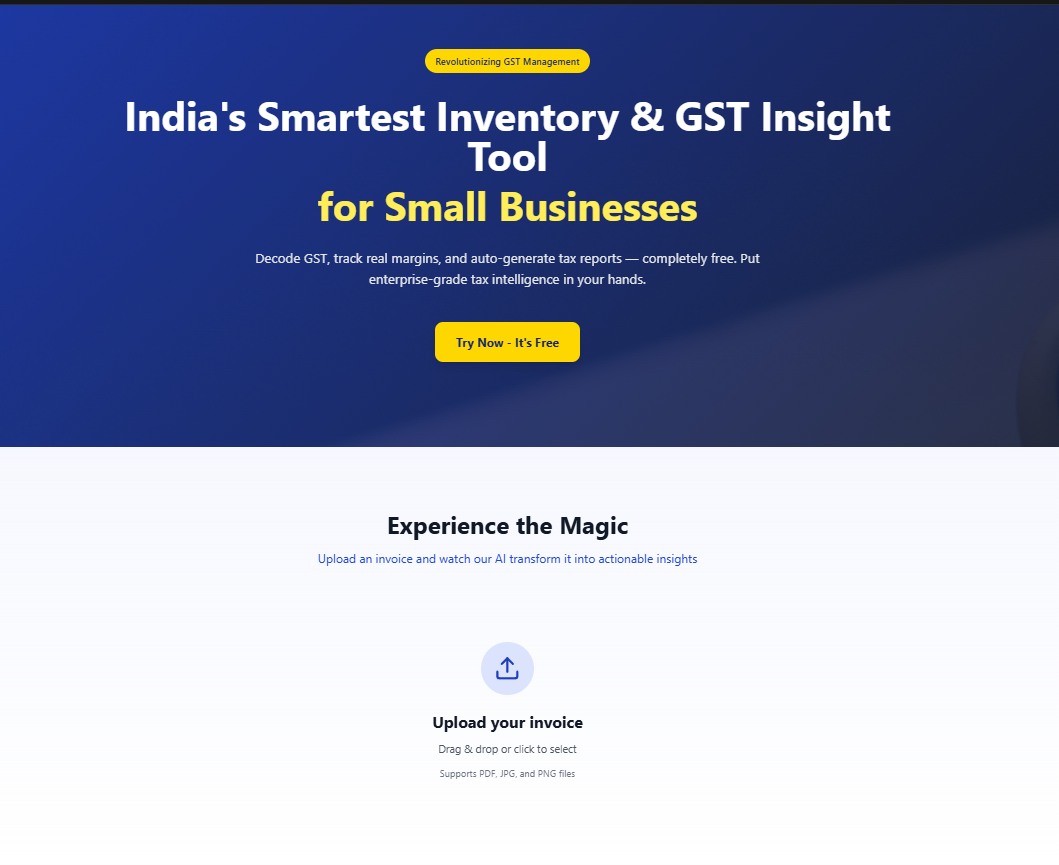 Revolutionizing GST Management
India's Smartest Inventory & GST Insight
Tool
for Small Businesses
Decode GST, track real margins, and auto-generate tax reports — completely free. Put
enterprise-grade tax intelligence in your hands.
Try Now - It's Free
Experience the Magic
Upload an invoice and watch our AI transform it into actionable insights
Upload your invoice
Drag & drop or click to select
Supports PDF, JPG, and PNG files